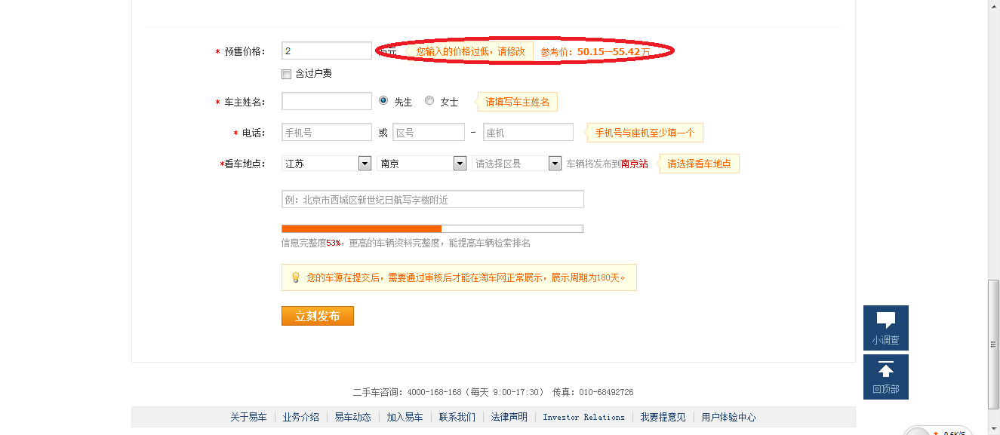 * 预售价格： 2 万元 您输入的价格过低，请修改 参考价：50.15—55.42万
含过户费
* 车主姓名： 先生 女士 请填写车主姓名
* 电话： 手机号 或 区号 - 座机 手机号与座机至少填一个
*看车地点： 江苏 南京 请选择区县 车辆将发布到南京站 请选择看车地点
例：北京市西城区新世纪日航写字楼附近
信息完整度53%，更高的车辆资料完整度，能提高车辆检索排名
您的车源在提交后，需要通过审核后才能在淘车网正常展示，展示周期为180天。
立刻发布
小调查
回顶部
二手车咨询：4000-168-168（每天 9:00-17:30） 传真：010-68492726
关于易车 业务介绍 易车动态 加入易车 联系我们 法律声明 Investor Relations 我要提意见 用户体验中心